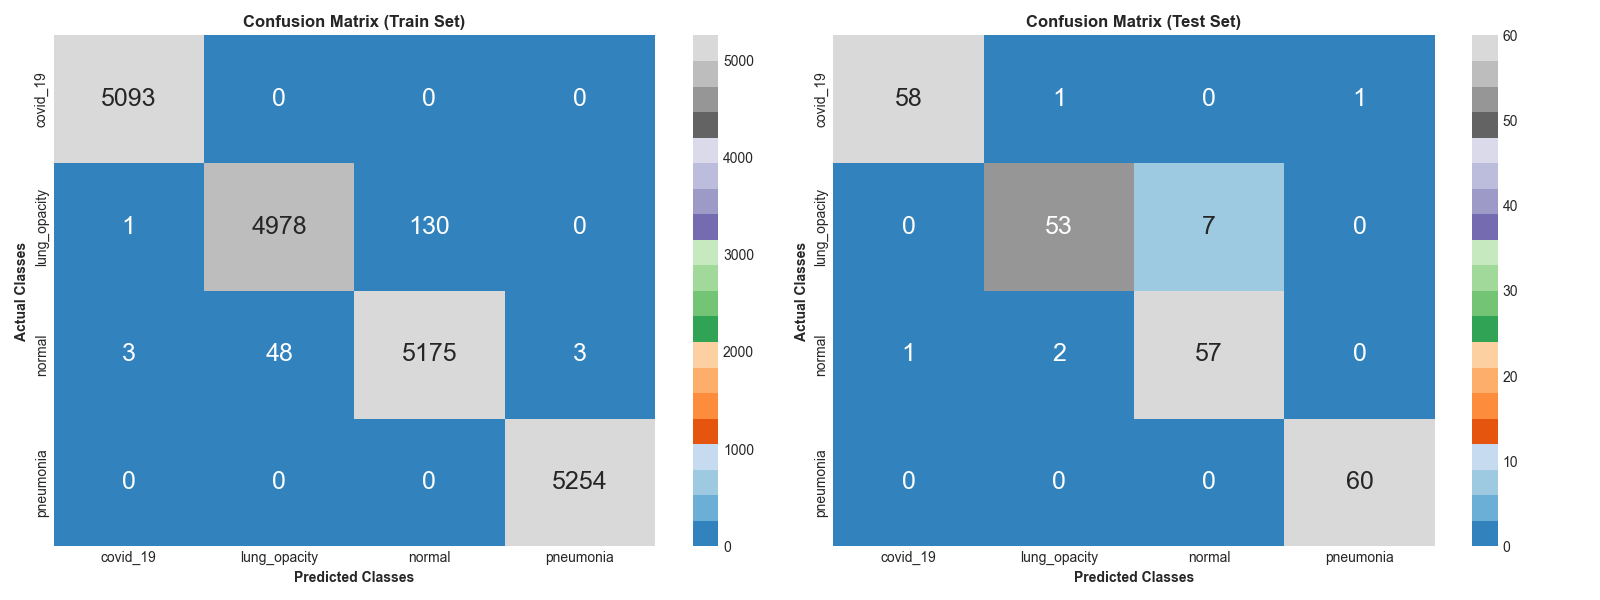 Confusion Matrix (Train Set)
Actual Classes
covid_19
lung_opacity
normal
pneumonia
5093 0 0 0
1 4978 130 0
3 48 5175 3
0 0 0 5254
covid_19 lung_opacity normal pneumonia
Predicted Classes
5000
4000
3000
2000
1000
0
Confusion Matrix (Test Set)
Actual Classes
covid_19
lung_opacity
normal
pneumonia
58 1 0 1
0 53 7 0
1 2 57 0
0 0 0 60
covid_19 lung_opacity normal pneumonia
Predicted Classes
60
50
40
30
20
10
0